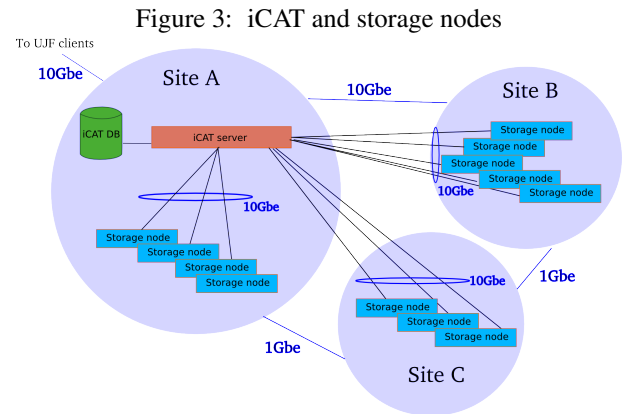 Figure 3: iCAT and storage nodes
To UJF clients
10Gbe
Site A
10Gbe
Site B
iCAT DB
iCAT server
Storage node
Storage node
Storage node
Storage node
Storage node
10Gbe
10Gbe
Storage node
Storage node
Storage node
Storage node
10Gbe
1Gbe
Storage node
Storage node
Storage node
1Gbe
Site C